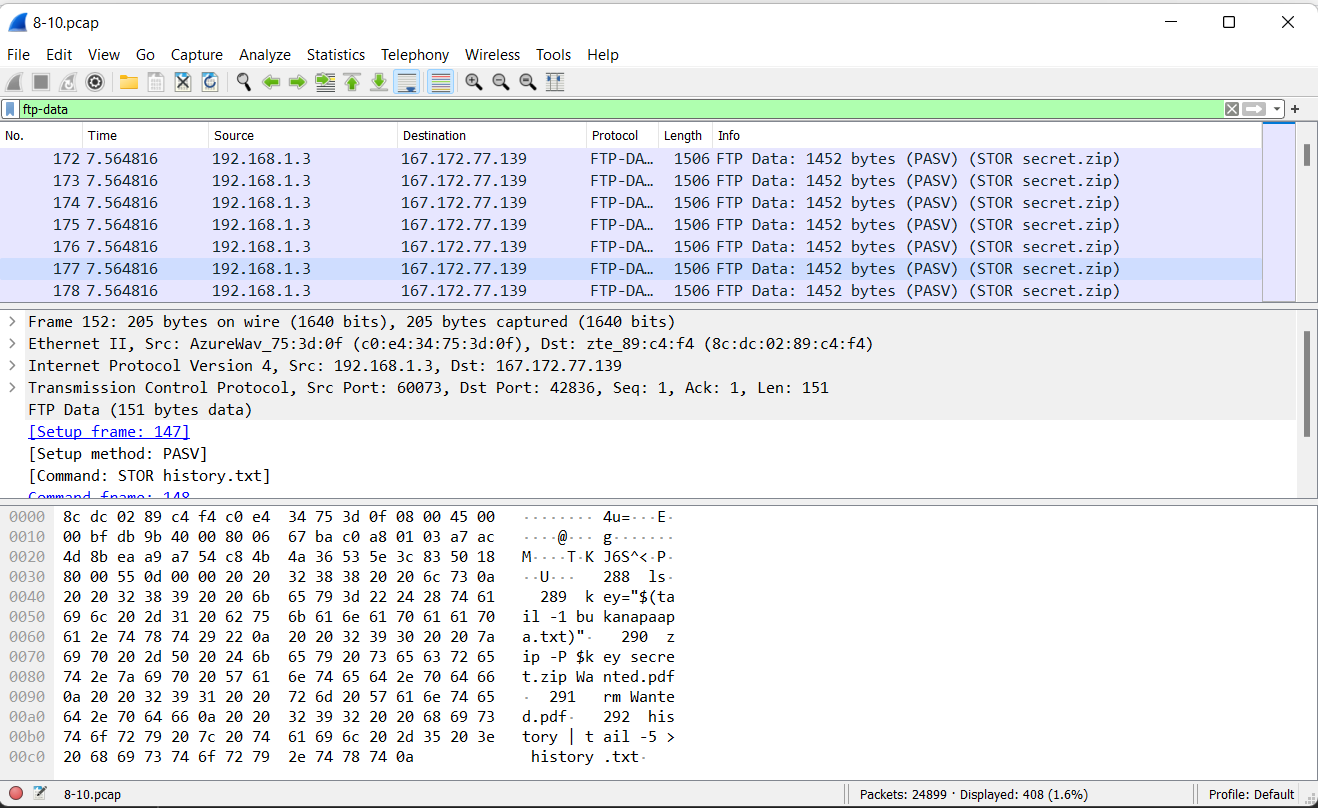 8-10.pcap
File Edit View Go Capture Analyze Statistics Telephony Wireless Tools Help
ftp-data
No. Time Source Destination Protocol Length Info
172 7.564816 192.168.1.3 167.172.77.139 FTP-DA… 1506 FTP Data: 1452 bytes (PASV) (STOR secret.zip)
173 7.564816 192.168.1.3 167.172.77.139 FTP-DA… 1506 FTP Data: 1452 bytes (PASV) (STOR secret.zip)
174 7.564816 192.168.1.3 167.172.77.139 FTP-DA… 1506 FTP Data: 1452 bytes (PASV) (STOR secret.zip)
175 7.564816 192.168.1.3 167.172.77.139 FTP-DA… 1506 FTP Data: 1452 bytes (PASV) (STOR secret.zip)
176 7.564816 192.168.1.3 167.172.77.139 FTP-DA… 1506 FTP Data: 1452 bytes (PASV) (STOR secret.zip)
177 7.564816 192.168.1.3 167.172.77.139 FTP-DA… 1506 FTP Data: 1452 bytes (PASV) (STOR secret.zip)
178 7.564816 192.168.1.3 167.172.77.139 FTP-DA… 1506 FTP Data: 1452 bytes (PASV) (STOR secret.zip)
Frame 152: 205 bytes on wire (1640 bits), 205 bytes captured (1640 bits)
Ethernet II, Src: AzureWav_75:3d:0f (c0:e4:34:75:3d:0f), Dst: zte_89:c4:f4 (8c:dc:02:89:c4:f4)
Internet Protocol Version 4, Src: 192.168.1.3, Dst: 167.172.77.139
Transmission Control Protocol, Src Port: 60073, Dst Port: 42836, Seq: 1, Ack: 1, Len: 151
FTP Data (151 bytes data)
[Setup frame: 147]
[Setup method: PASV]
[Command: STOR history.txt]
Command frame: 148
0000 8c dc 02 89 c4 f4 c0 e4 34 75 3d 0f 08 00 45 00 ········ 4u=···E·
0010 00 bf db 9b 40 00 80 06 67 ba c0 a8 01 03 a7 ac ····@··· g·······
0020 4d 8b ea a9 a7 54 c8 4b 4a 36 53 5e 3c 83 50 18 M····T·K J6S^<·P·
0030 80 00 55 0d 00 00 20 20 32 38 38 20 20 6c 73 0a ··U··· 288 ls·
0040 20 20 32 38 39 20 20 6b 65 79 3d 22 24 28 74 61 289 k ey="$(ta
0050 69 6c 20 2d 31 20 62 75 6b 61 6e 61 70 61 61 70 il -1 bu kanapaap
0060 61 2e 74 78 74 29 22 0a 20 20 32 39 30 20 20 7a a.txt)"· 290 z
0070 69 70 20 2d 50 20 24 6b 65 79 20 73 65 63 72 65 ip -P $k ey secre
0080 74 2e 7a 69 70 20 57 61 6e 74 65 64 2e 70 64 66 t.zip Wa nted.pdf
0090 0a 20 20 32 39 31 20 20 72 6d 20 57 61 6e 74 65 · 291 rm Wante
00a0 64 2e 70 64 66 0a 20 20 32 39 32 20 20 68 69 73 d.pdf· 292 his
00b0 74 6f 72 79 20 7c 20 74 61 69 6c 20 2d 35 20 3e tory | t ail -5 >
00c0 20 68 69 73 74 6f 72 79 2e 74 78 74 0a history .txt·
8-10.pcap Packets: 24899 · Displayed: 408 (1.6%) Profile: Default